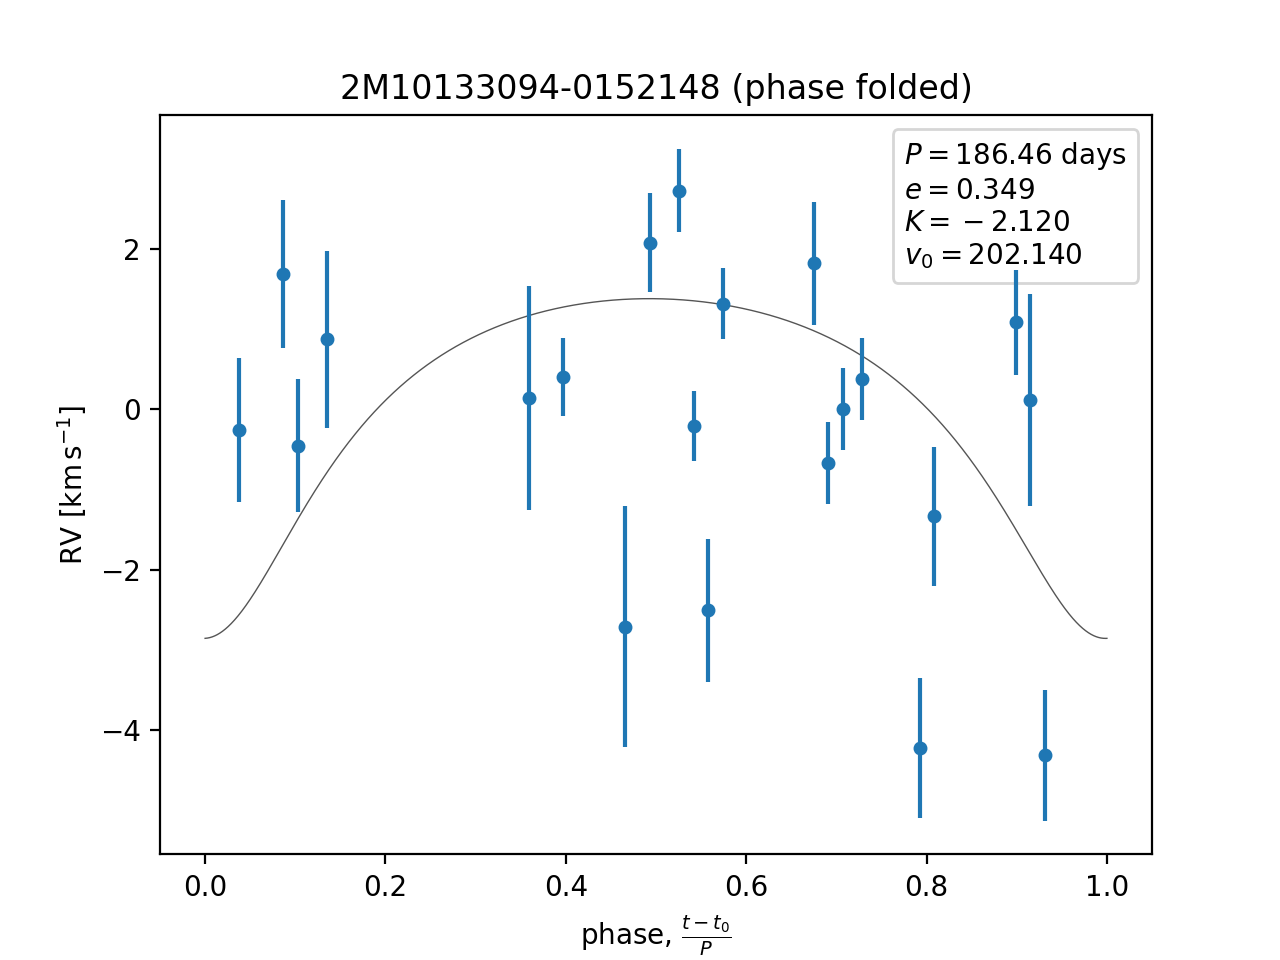 2M10133094-0152148 (phase folded)
P = 186.46 days
e = 0.349
K = −2.120
v₀ = 202.140
RV [km s⁻¹]
2
0
−2
−4
0.0 0.2 0.4 0.6 0.8 1.0
phase, (t − t₀)/P